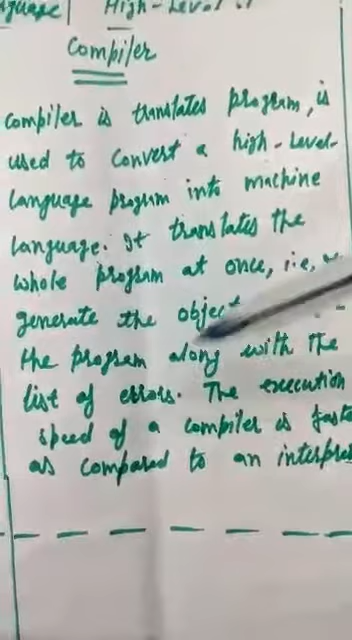 High-Level
Compiler
Compiler is translates program, is
used to convert a high-Level-
Language program into machine
Language. It translates the
whole program at once, i.e,
generate the object
the program along with the
list of errors. The execution
speed of a compiler is
as compared to an